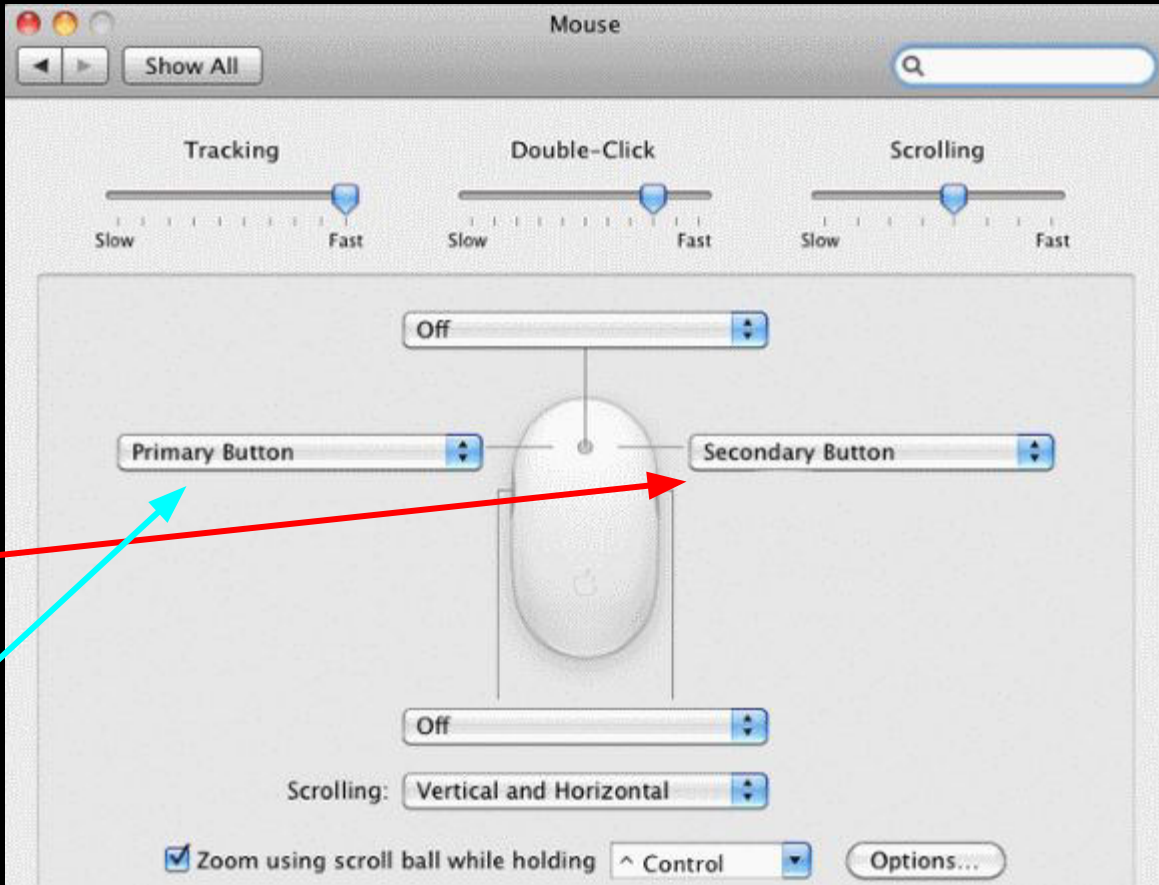 Mouse
Show All
Tracking Double-Click Scrolling
Slow Fast Slow Fast Slow Fast
Off
Primary Button Secondary Button
Off
Scrolling: Vertical and Horizontal
Zoom using scroll ball while holding ^ Control Options...